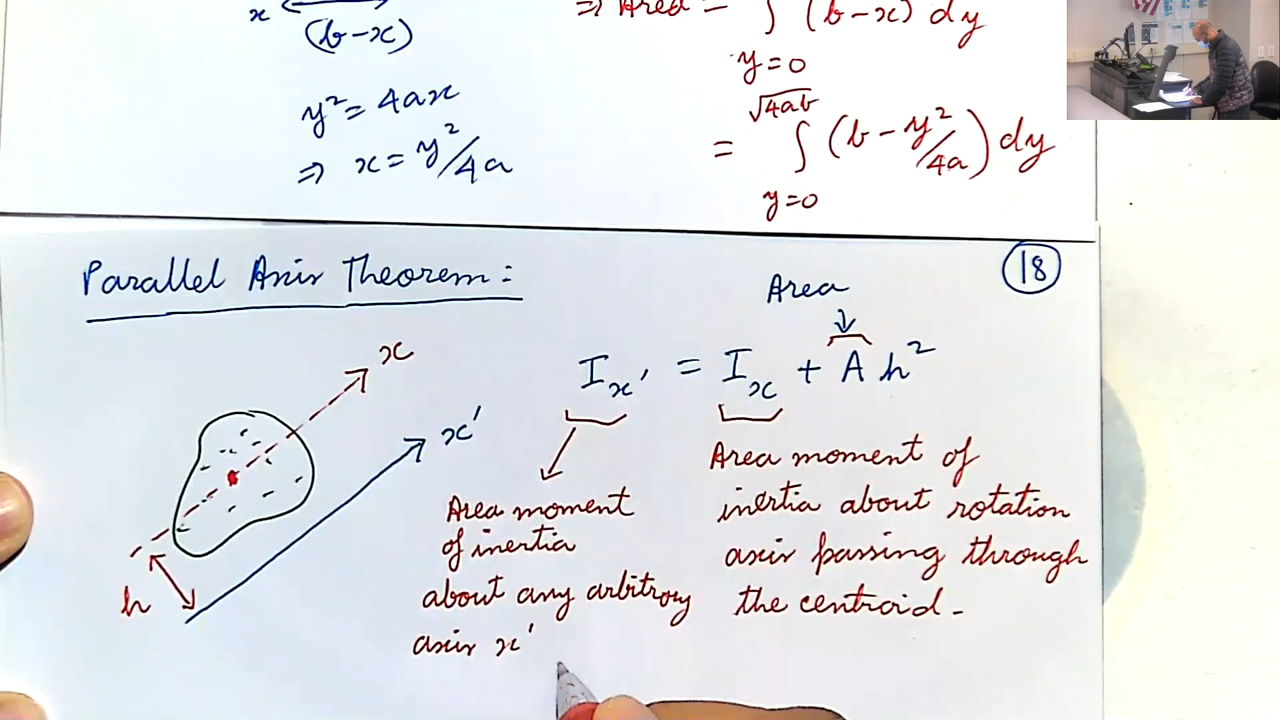 x
(b-x)
y² = 4ax
⇒ x = y²/4a
⇒ Area = ∫ (b-x) dy
y=0
√4ab
= ∫ (b - y²/4a) dy
y=0
18
Parallel Axis Theorem:
x
x'
h
Area
I_x' = I_x + A h²
Area moment
of inertia
about any arbitrory
axis x'
Area moment of
inertia about rotation
axis passing through
the centroid.